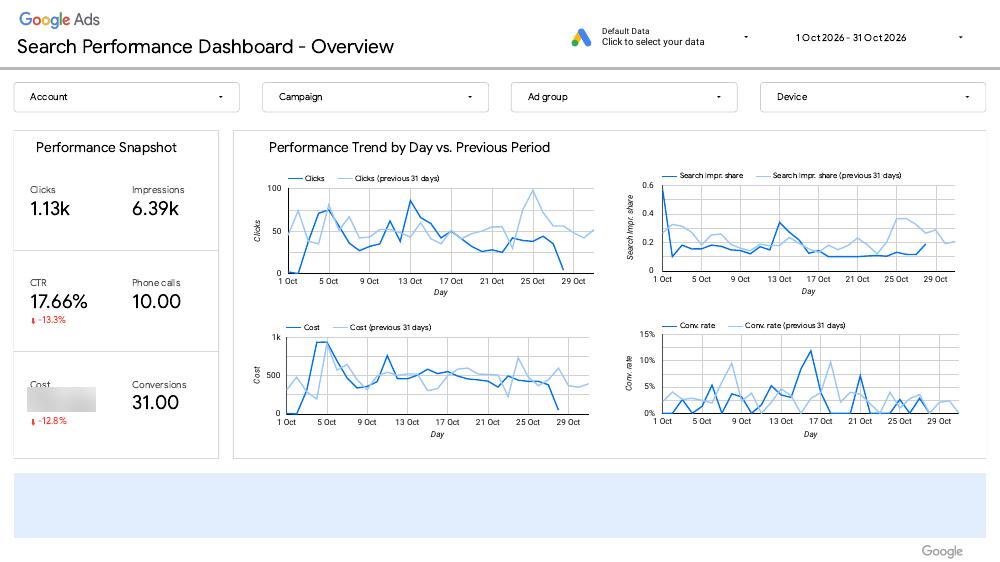 Google Ads
Search Performance Dashboard - Overview
Default Data
Click to select your data
1 Oct 2026 - 31 Oct 2026
Account
Campaign
Ad group
Device
Performance Snapshot
Clicks
Impressions
1.13k
6.39k
CTR
Phone calls
17.66%
10.00
-13.3%
Cost
Conversions
31.00
-12.8%
Performance Trend by Day vs. Previous Period
Clicks
Clicks (previous 31 days)
100
50
0
Clicks
1 Oct
5 Oct
9 Oct
13 Oct
17 Oct
21 Oct
25 Oct
29 Oct
Day
Search Impr. share
Search Impr. share (previous 31 days)
0.6
0.4
0.2
0
Search Impr. share
1 Oct
5 Oct
9 Oct
13 Oct
17 Oct
21 Oct
25 Oct
29 Oct
Day
Cost
Cost (previous 31 days)
1k
500
0
Cost
1 Oct
5 Oct
9 Oct
13 Oct
17 Oct
21 Oct
25 Oct
29 Oct
Day
Conv. rate
Conv. rate (previous 31 days)
15%
10%
5%
0%
Conv. rate
1 Oct
5 Oct
9 Oct
13 Oct
17 Oct
21 Oct
25 Oct
29 Oct
Day
Google